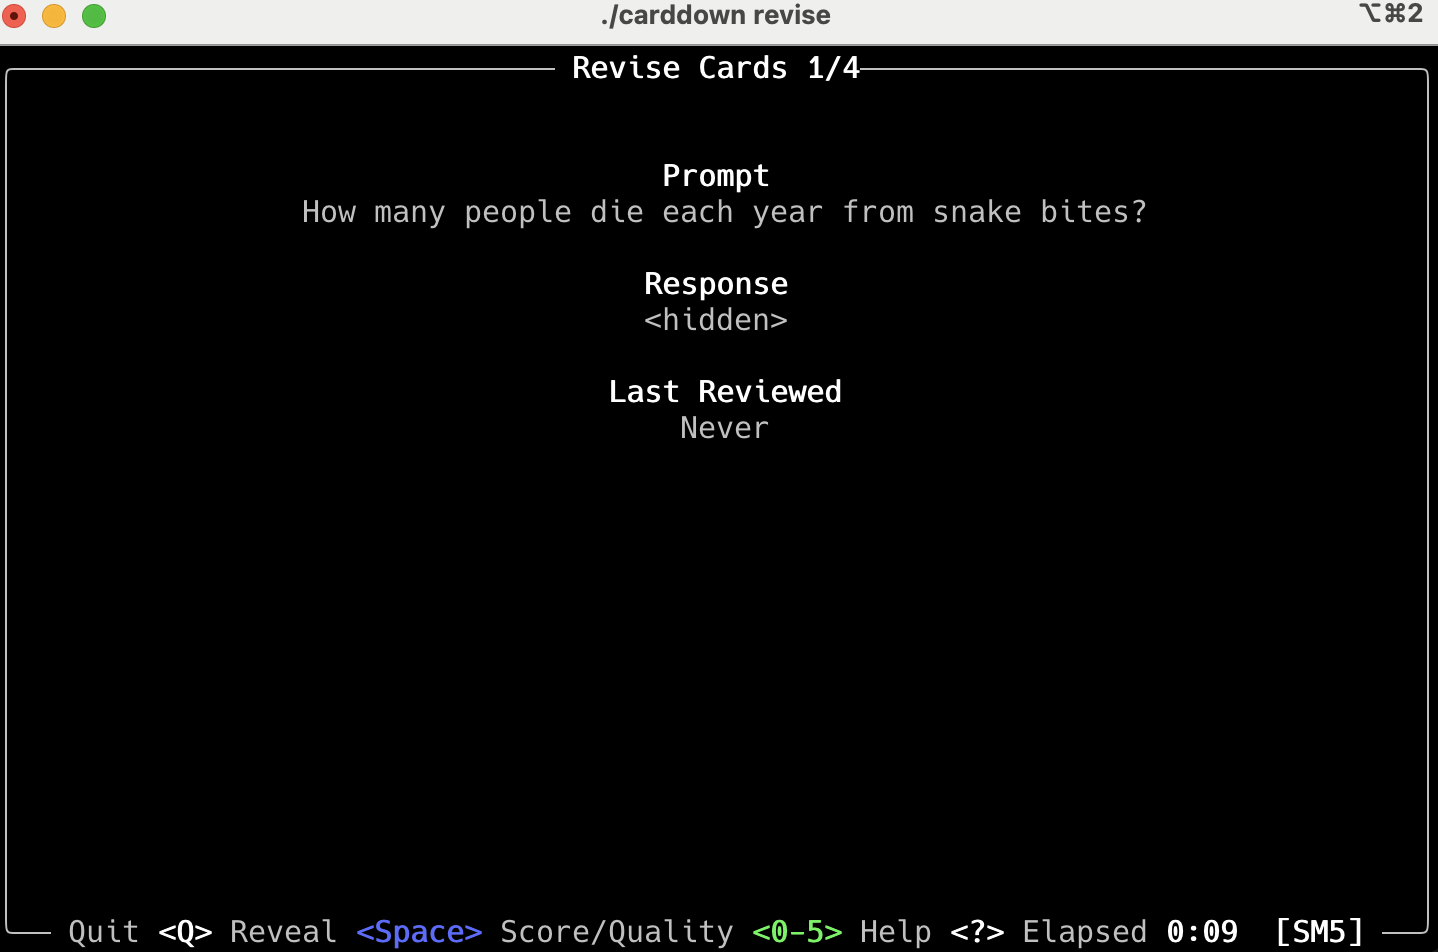 ./carddown revise
⌥⌘2
Revise Cards 1/4
Prompt
How many people die each year from snake bites?
Response
<hidden>
Last Reviewed
Never
Quit <Q> Reveal <Space> Score/Quality <0-5> Help <?> Elapsed 0:09 [SM5]